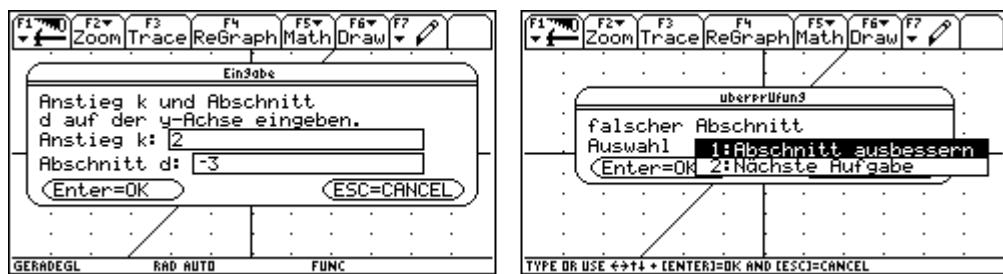 F1 F2 F3 F4 F5 F6 F7
Zoom Trace ReGraph Math Draw
Eingabe
Anstieg k und Abschnitt
d auf der y-Achse eingeben.
Anstieg k: 2
Abschnitt d: -3
Enter=OK ESC=CANCEL
GERADEGL RAD AUTO FUNC
F1 F2 F3 F4 F5 F6 F7
Zoom Trace ReGraph Math Draw
überprüfung
falscher Abschnitt
Auswahl 1:Abschnitt ausbessern
Enter=OK 2:Nächste Aufgabe
TYPE OR USE ←→↑↓ + [ENTER]=OK AND [ESC]=CANCEL